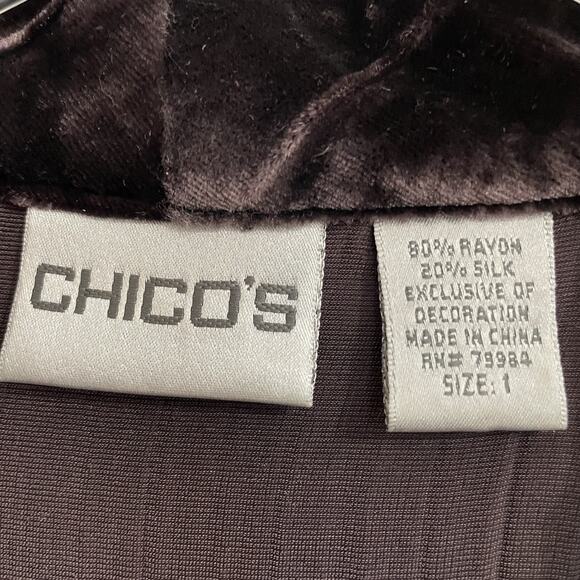 CHICO'S
80% RAYON
20% SILK
EXCLUSIVE OF
DECORATION
MADE IN CHINA
RN# 79984
SIZE: 1